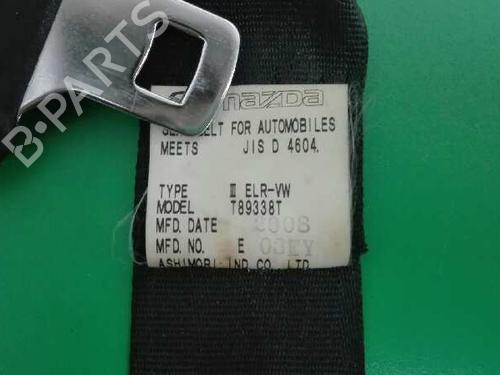 mazda
SEAT BELT FOR AUTOMOBILES
MEETS JIS D 4604.
TYPE Ⅲ ELR-VW
MODEL T89338T
MFD. DATE 2008
MFD. NO. E 03EY
ASHIMORI IND. CO., LTD.
B-PARTS